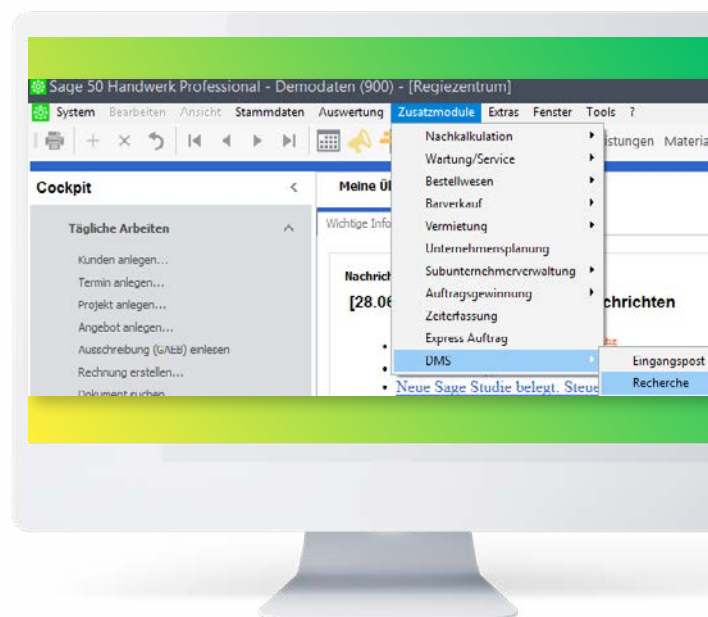 Sage 50 Handwerk Professional - Demodaten (900) - [Regiezentrum]
System Bearbeiten Ansicht Stammdaten Auswertung Zusatzmodule Extras Fenster Tools ?
Nachkalkulation
Wartung/Service
Bestellwesen
Barverkauf
Vermietung
Unternehmensplanung
Subunternehmerverwaltung
Auftragsgewinnung
Zeiterfassung
Express Auftrag
DMS
Eingangspost
Recherche
istungen Materia
Cockpit
Tägliche Arbeiten
Kunden anlegen...
Termin anlegen...
Projekt anlegen...
Angebot anlegen...
Ausschreibung (GAEB) einlesen
Rechnung erstellen...
Dokument suchen
Meine Ü
Wichtige Info
Nachrich
[28.06 chrichten
Neue Sage Studie belegt. Steue